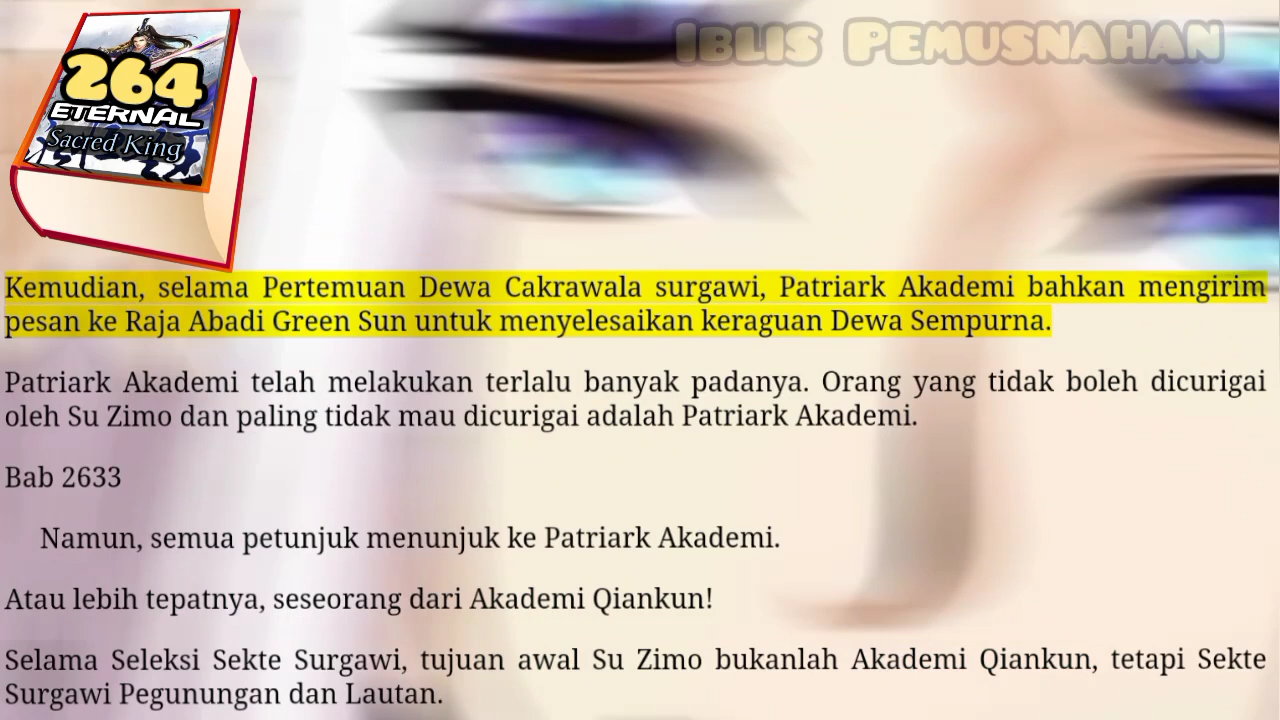 Iblis Pemusnahan
264
ETERNAL
Sacred King
Kemudian, selama Pertemuan Dewa Cakrawala surgawi, Patriark Akademi bahkan mengirim
pesan ke Raja Abadi Green Sun untuk menyelesaikan keraguan Dewa Sempurna.
Patriark Akademi telah melakukan terlalu banyak padanya. Orang yang tidak boleh dicurigai
oleh Su Zimo dan paling tidak mau dicurigai adalah Patriark Akademi.
Bab 2633
Namun, semua petunjuk menunjuk ke Patriark Akademi.
Atau lebih tepatnya, seseorang dari Akademi Qiankun!
Selama Seleksi Sekte Surgawi, tujuan awal Su Zimo bukanlah Akademi Qiankun, tetapi Sekte
Surgawi Pegunungan dan Lautan.